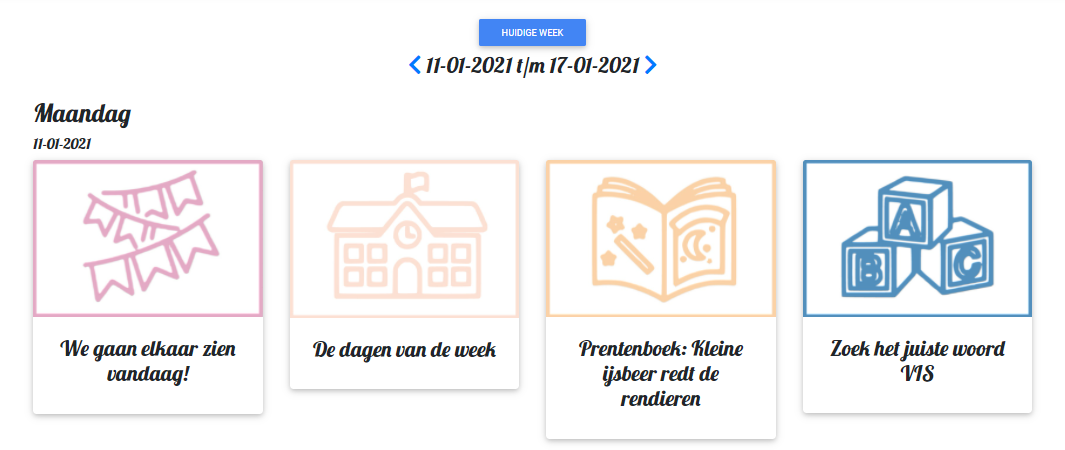 HUIDIGE WEEK
11-01-2021 t/m 17-01-2021
Maandag
11-01-2021
A
B
C
We gaan elkaar zien
vandaag!
De dagen van de week
Prentenboek: Kleine
ijsbeer redt de
rendieren
Zoek het juiste woord
VIS